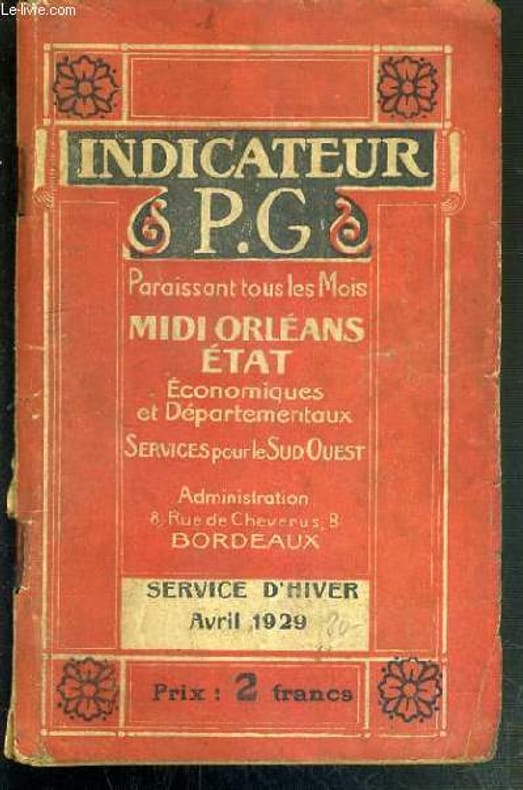 Le-livre.com
INDICATEUR
P.G
Paraissant tous les Mois
MIDI ORLÉANS
ÉTAT
Économiques
et Départementaux
SERVICES pour le SUD OUEST
Administration
8, Rue de Cheverus, 8
BORDEAUX
SERVICE D'HIVER
Avril 1929
Prix : 2 francs